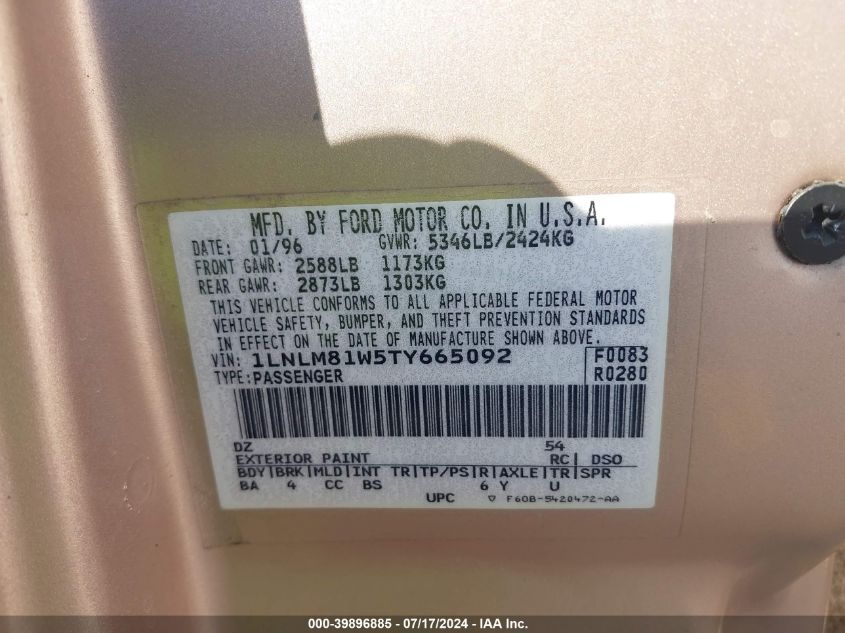 MFD. BY FORD MOTOR CO. IN U.S.A.
DATE: 01/96 GVWR: 5346LB/2424KG
FRONT GAWR: 2588LB 1173KG
REAR GAWR: 2873LB 1303KG
THIS VEHICLE CONFORMS TO ALL APPLICABLE FEDERAL MOTOR
VEHICLE SAFETY, BUMPER, AND THEFT PREVENTION STANDARDS
IN EFFECT ON THE DATE OF MANUFACTURE SHOWN ABOVE.
VIN: 1LNLM81W5TY665092 F0083
TYPE: PASSENGER R0280
DZ 54
EXTERIOR PAINT RC| DSO
BDY|BRK|MLD|INT TR|TP/PS|R|AXLE|TR|SPR
BA 4 CC BS 6 Y U
UPC ▽ F60B-5420472-AA
000-39896885 - 07/17/2024 - IAA Inc.